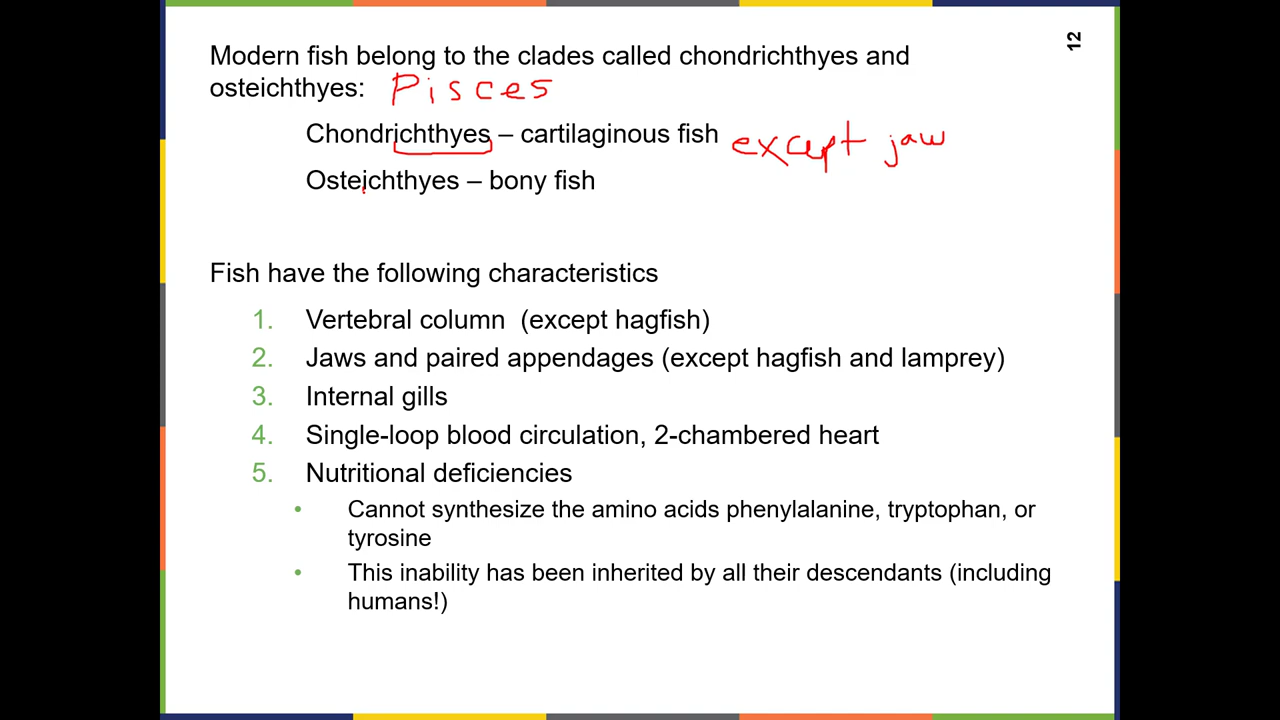 12
Modern fish belong to the clades called chondrichthyes and
osteichthyes: Pisces
Chondrichthyes – cartilaginous fish except jaw
Osteichthyes – bony fish
Fish have the following characteristics
1. Vertebral column (except hagfish)
2. Jaws and paired appendages (except hagfish and lamprey)
3. Internal gills
4. Single-loop blood circulation, 2-chambered heart
5. Nutritional deficiencies
• Cannot synthesize the amino acids phenylalanine, tryptophan, or
tyrosine
• This inability has been inherited by all their descendants (including
humans!)